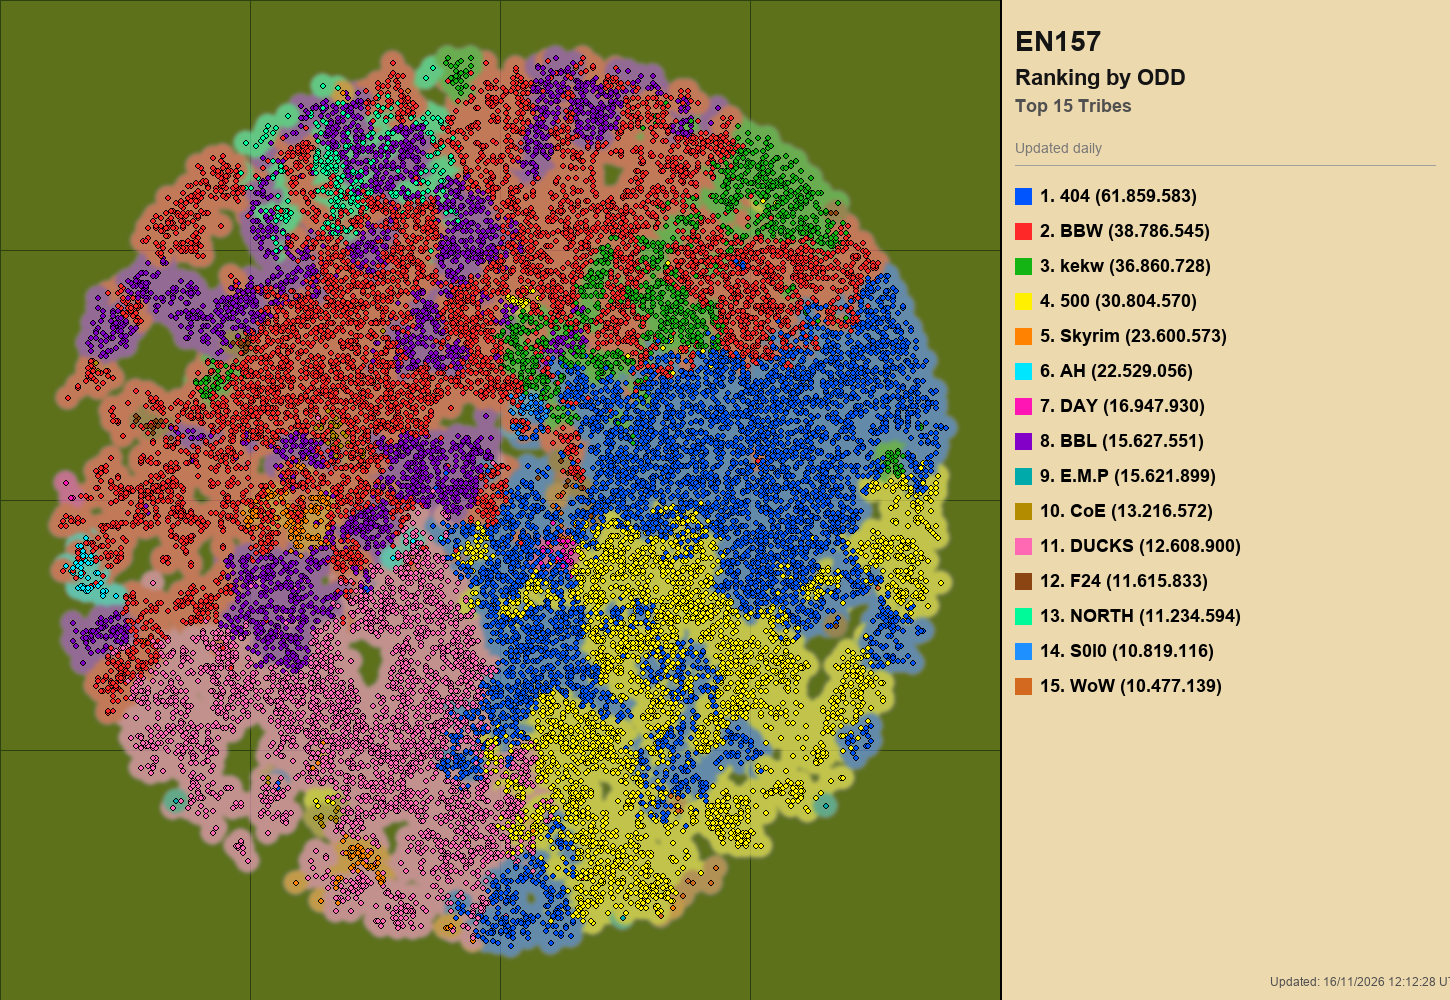 EN157
Ranking by ODD
Top 15 Tribes
Updated daily
1. 404 (61.859.583)
2. BBW (38.786.545)
3. kekw (36.860.728)
4. 500 (30.804.570)
5. Skyrim (23.600.573)
6. AH (22.529.056)
7. DAY (16.947.930)
8. BBL (15.627.551)
9. E.M.P (15.621.899)
10. CoE (13.216.572)
11. DUCKS (12.608.900)
12. F24 (11.615.833)
13. NORTH (11.234.594)
14. S0I0 (10.819.116)
15. WoW (10.477.139)
Updated: 16/11/2026 12:12:28 U